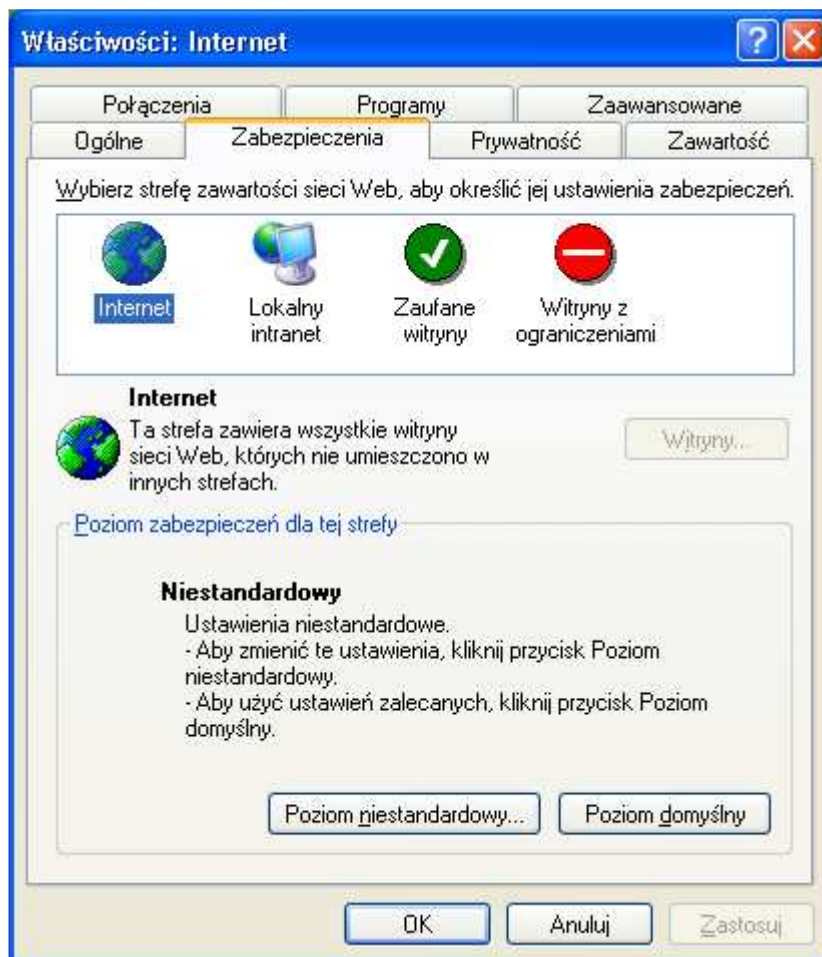 Właściwości: Internet
Połączenia Programy Zaawansowane
Ogólne Zabezpieczenia Prywatność Zawartość
Wybierz strefę zawartości sieci Web, aby określić jej ustawienia zabezpieczeń.
Internet Lokalny intranet Zaufane witryny Witryny z ograniczeniami
Internet
Ta strefa zawiera wszystkie witryny
sieci Web, których nie umieszczono w
innych strefach.
Witryny...
Poziom zabezpieczeń dla tej strefy
Niestandardowy
Ustawienia niestandardowe.
- Aby zmienić te ustawienia, kliknij przycisk Poziom
niestandardowy.
- Aby użyć ustawień zalecanych, kliknij przycisk Poziom
domyślny.
Poziom niestandardowy... Poziom domyślny
OK Anuluj Zastosuj